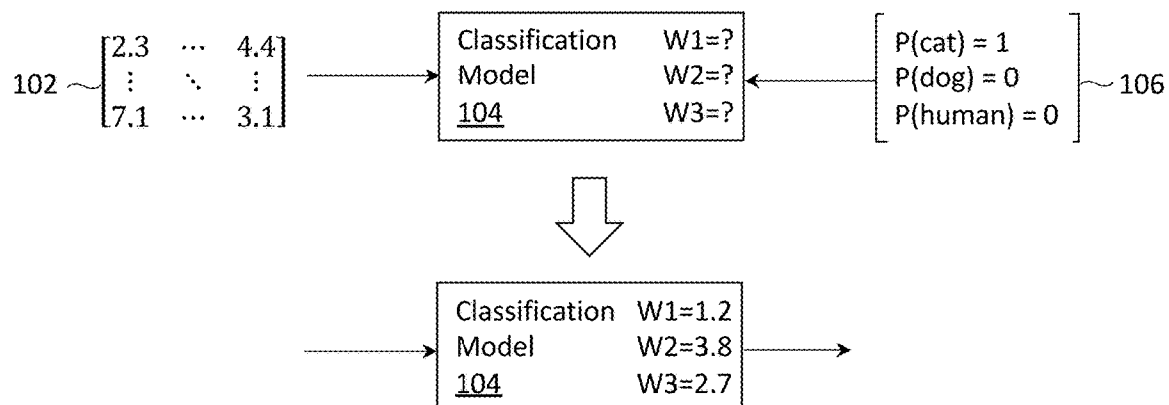 102
[2.3 ⋯ 4.4
⋮ ⋱ ⋮
7.1 ⋯ 3.1]
Classification W1=?
Model W2=?
104 W3=?
P(cat) = 1
P(dog) = 0
P(human) = 0
106
Classification W1=1.2
Model W2=3.8
104 W3=2.7